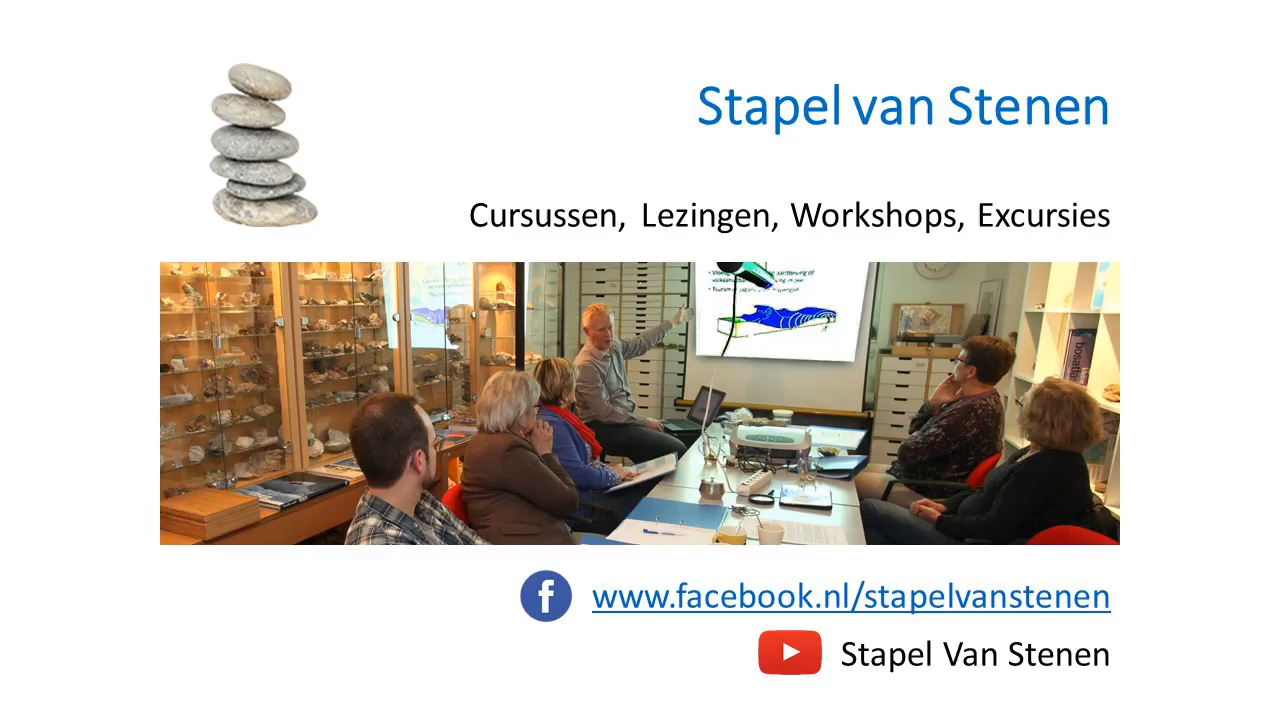 Stapel van Stenen
Cursussen, Lezingen, Workshops, Excursies
www.facebook.nl/stapelvanstenen
Stapel Van Stenen